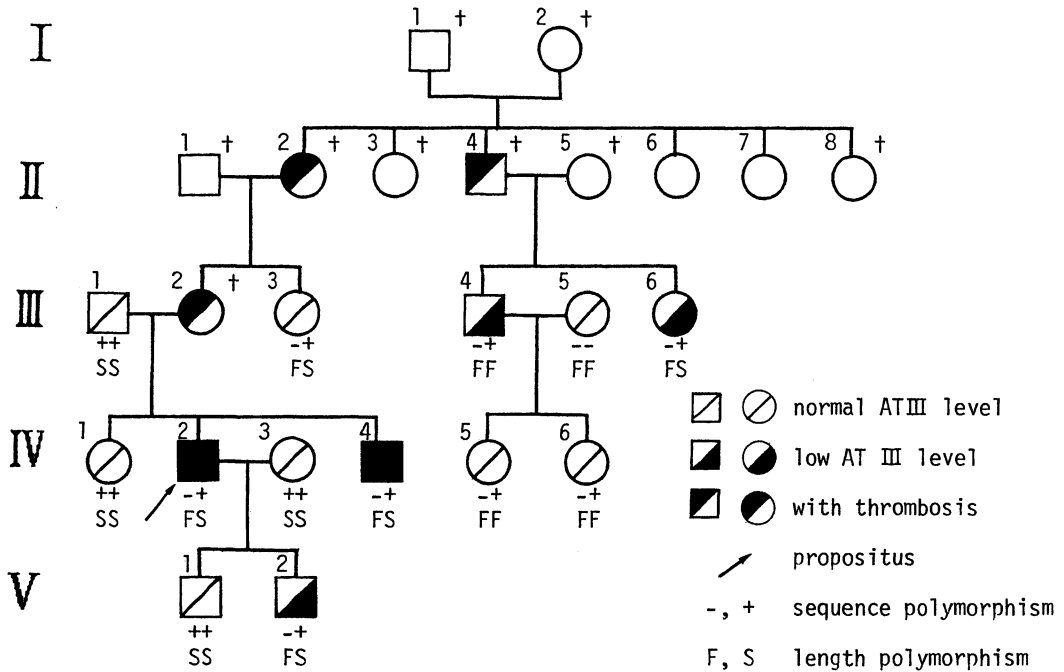 I
1 † 2 †
II
1 † 2 † 3 † 4 † 5 † 6 7 8 †
III
1 2 † 3 4 5 6
++ -+ -+ -- -+
SS FS FF FF FS
IV
1 2 3 4 5 6
++ -+ ++ -+ -+ -+
SS FS SS FS FF FF
V
1 2
++ -+
SS FS
normal ATIII level
low AT III level
with thrombosis
propositus
-, + sequence polymorphism
F, S length polymorphism